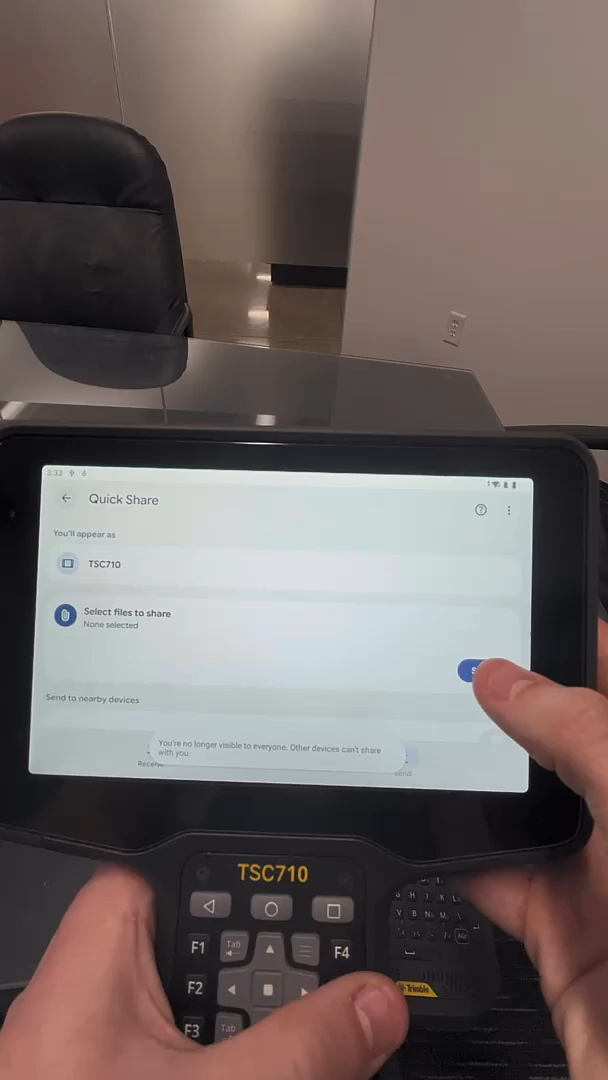 3:33
Quick Share
You'll appear as
TSC710
Select files to share
None selected
Send to nearby devices
You're no longer visible to everyone. Other devices can't share
with you.
Send
TSC710
F1
Tab
F4
F2
F3
Tab
V B N M
Trimble